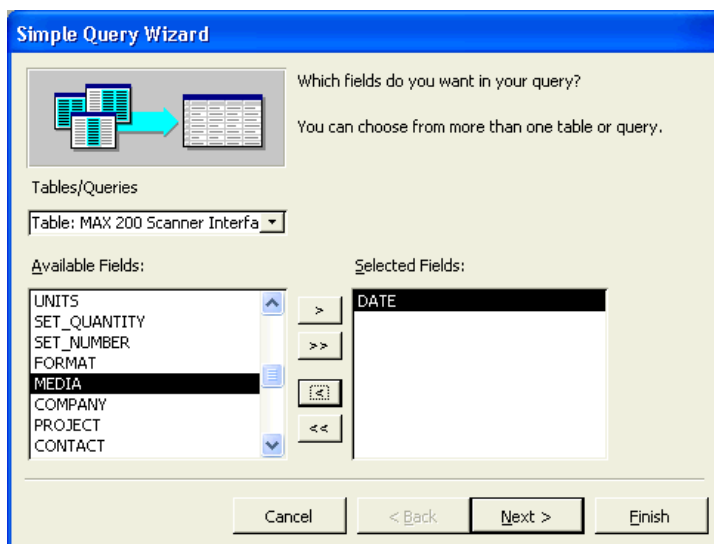 Simple Query Wizard
Which fields do you want in your query?
You can choose from more than one table or query.
Tables/Queries
Table: MAX 200 Scanner Interfa
Available Fields:
Selected Fields:
UNITS
SET_QUANTITY
SET_NUMBER
FORMAT
MEDIA
COMPANY
PROJECT
CONTACT
>
>>
<
<<
DATE
Cancel
< Back
Next >
Finish